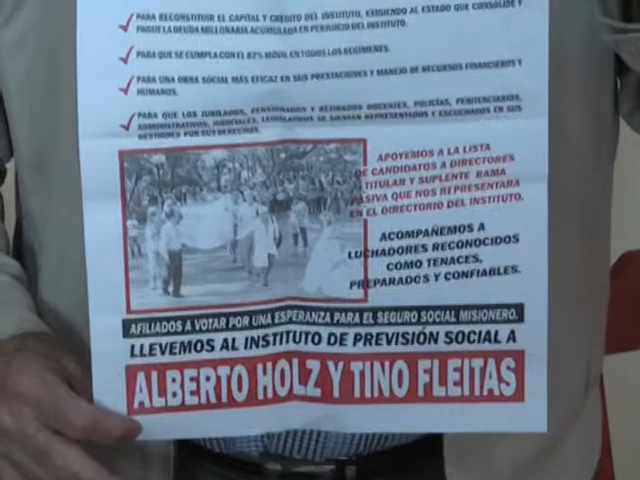 PARA RECONSTITUIR EL CAPITAL Y CRÉDITO DEL INSTITUTO, EXIGIENDO AL ESTADO QUE CONSOLIDE Y
PAGUE LA DEUDA MILLONARIA ACUMULADA EN PERJUICIO DEL INSTITUTO.
PARA QUE SE CUMPLA CON EL 82% MÓVIL EN TODOS LOS REGÍMENES.
PARA UNA OBRA SOCIAL MÁS EFICAZ EN SUS PRESTACIONES Y MANEJO DE RECURSOS FINANCIEROS Y
HUMANOS.
PARA QUE LOS JUBILADOS, PENSIONADOS Y RETIRADOS DOCENTES, POLICÍAS, PENITENCIARIOS,
ADMINISTRATIVOS, JUDICIALES, LEGISLATIVOS SE SIENTAN REPRESENTADOS Y ESCUCHADOS EN SUS
GESTIONES POR SUS DERECHOS.
APOYEMOS A LA LISTA
DE CANDIDATOS A DIRECTORES
TITULAR Y SUPLENTE RAMA
PASIVA QUE NOS REPRESENTARA
EN EL DIRECTORIO DEL INSTITUTO.
ACOMPAÑEMOS A
LUCHADORES RECONOCIDOS
COMO TENACES,
PREPARADOS Y CONFIABLES.
AFILIADOS A VOTAR POR UNA ESPERANZA PARA EL SEGURO SOCIAL MISIONERO.
LLEVEMOS AL INSTITUTO DE PREVISIÓN SOCIAL A
ALBERTO HOLZ Y TINO FLEITAS